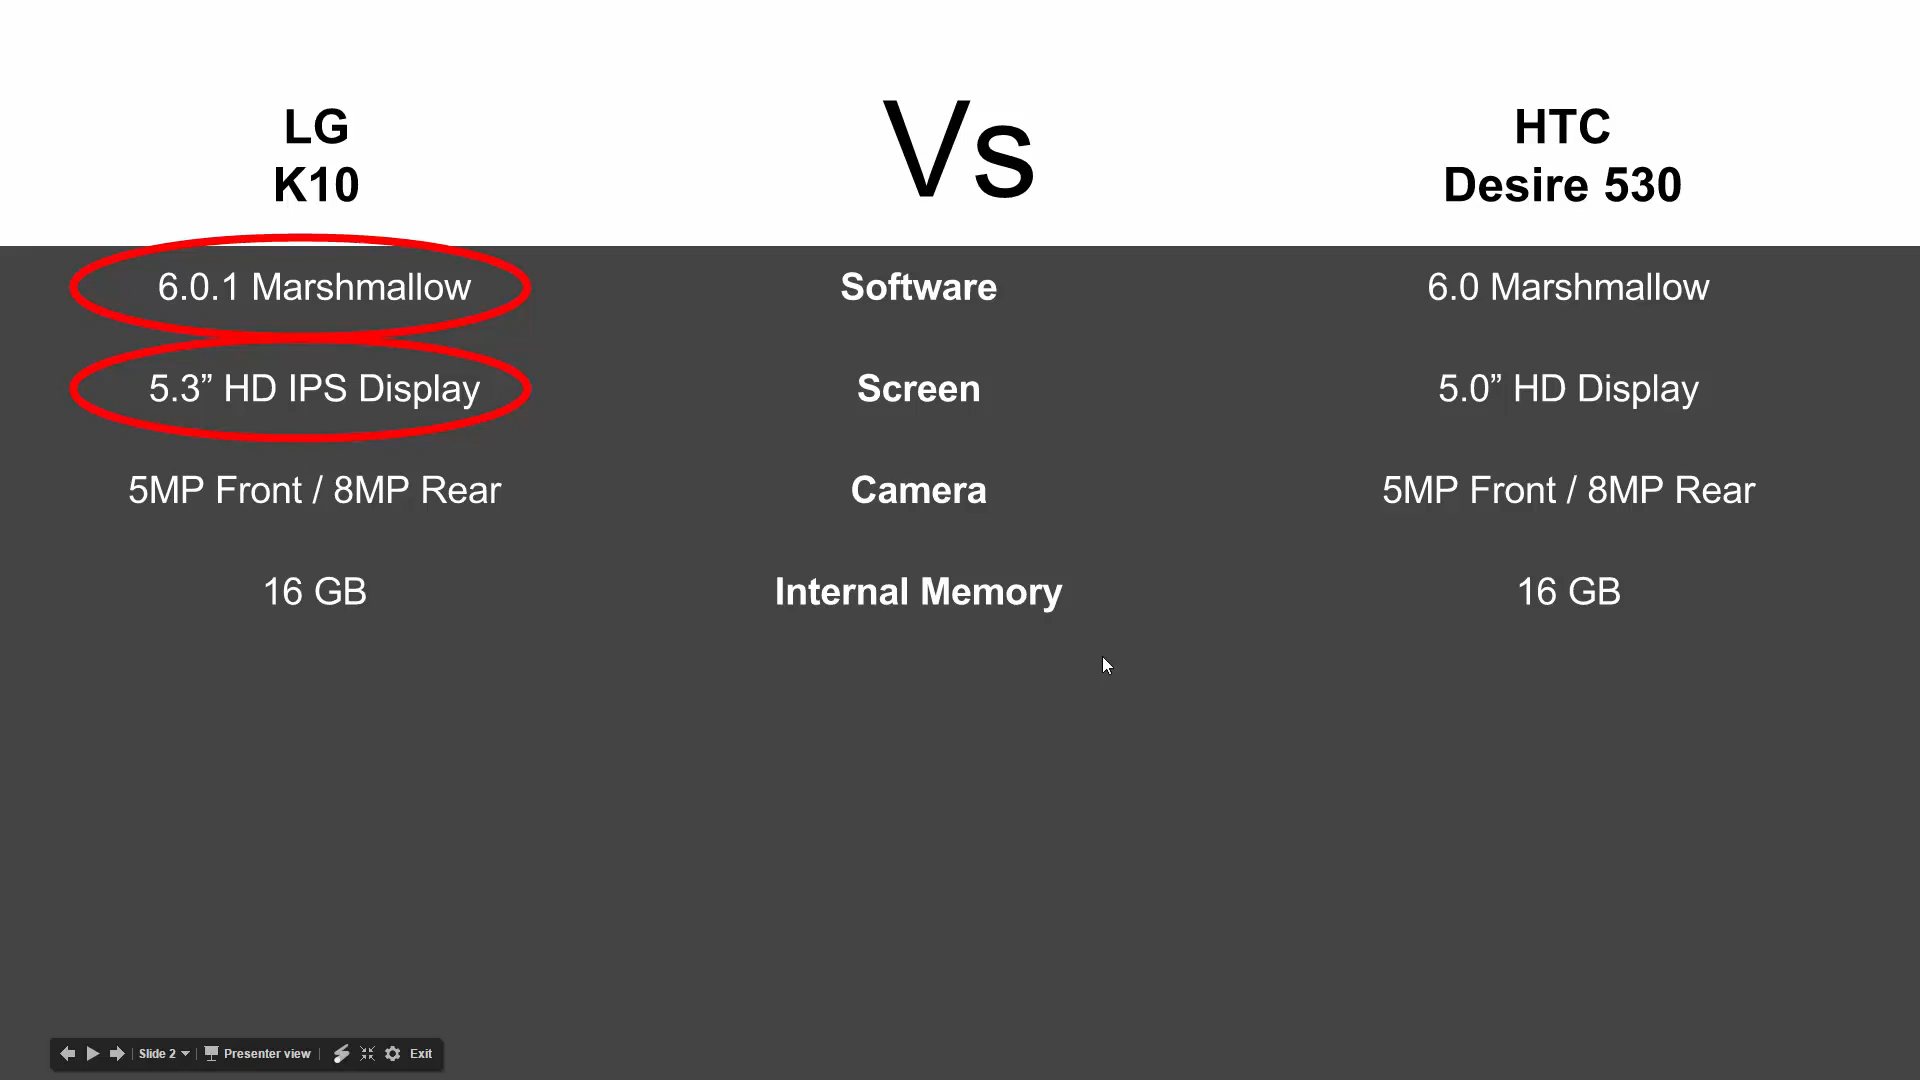 LG
K10
Vs
HTC
Desire 530
6.0.1 Marshmallow
Software
6.0 Marshmallow
5.3” HD IPS Display
Screen
5.0” HD Display
5MP Front / 8MP Rear
Camera
5MP Front / 8MP Rear
16 GB
Internal Memory
16 GB
Slide 2
Presenter view
Exit